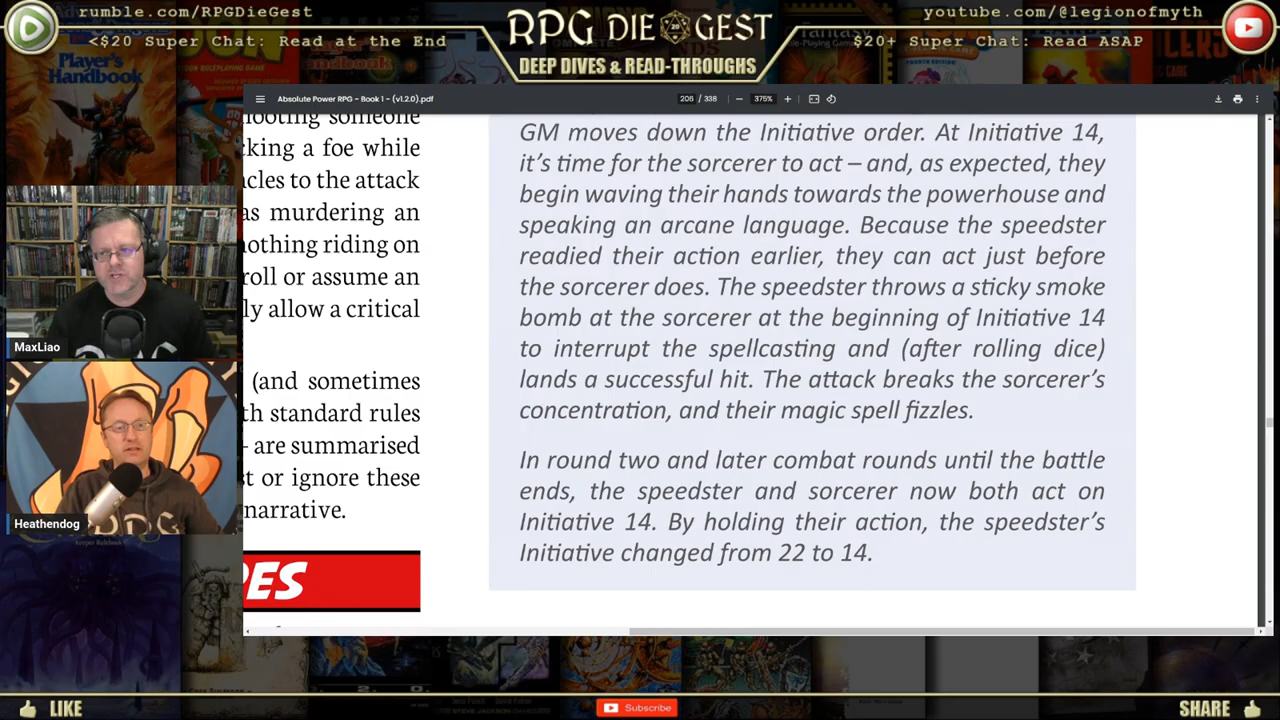 rumble.com/RPGDieGest
<$20 Super Chat: Read at the End
RPG DIE GEST
DEEP DIVES & READ-THROUGHS
youtube.com/@legionofmyth
$20+ Super Chat: Read ASAP
Player's
Handbook
Absolute Power RPG - Book 1 - (v1.2.0).pdf
206 / 338
375%
ooting someone
king a foe while
cles to the attack
as murdering an
nothing riding on
roll or assume an
ly allow a critical
(and sometimes
th standard rules
- are summarised
st or ignore these
narrative.
PES
GM moves down the Initiative order. At Initiative 14,
it's time for the sorcerer to act – and, as expected, they
begin waving their hands towards the powerhouse and
speaking an arcane language. Because the speedster
readied their action earlier, they can act just before
the sorcerer does. The speedster throws a sticky smoke
bomb at the sorcerer at the beginning of Initiative 14
to interrupt the spellcasting and (after rolling dice)
lands a successful hit. The attack breaks the sorcerer's
concentration, and their magic spell fizzles.
In round two and later combat rounds until the battle
ends, the speedster and sorcerer now both act on
Initiative 14. By holding their action, the speedster's
Initiative changed from 22 to 14.
MaxLiao
Heathendog
LIKE
Subscribe
SHARE